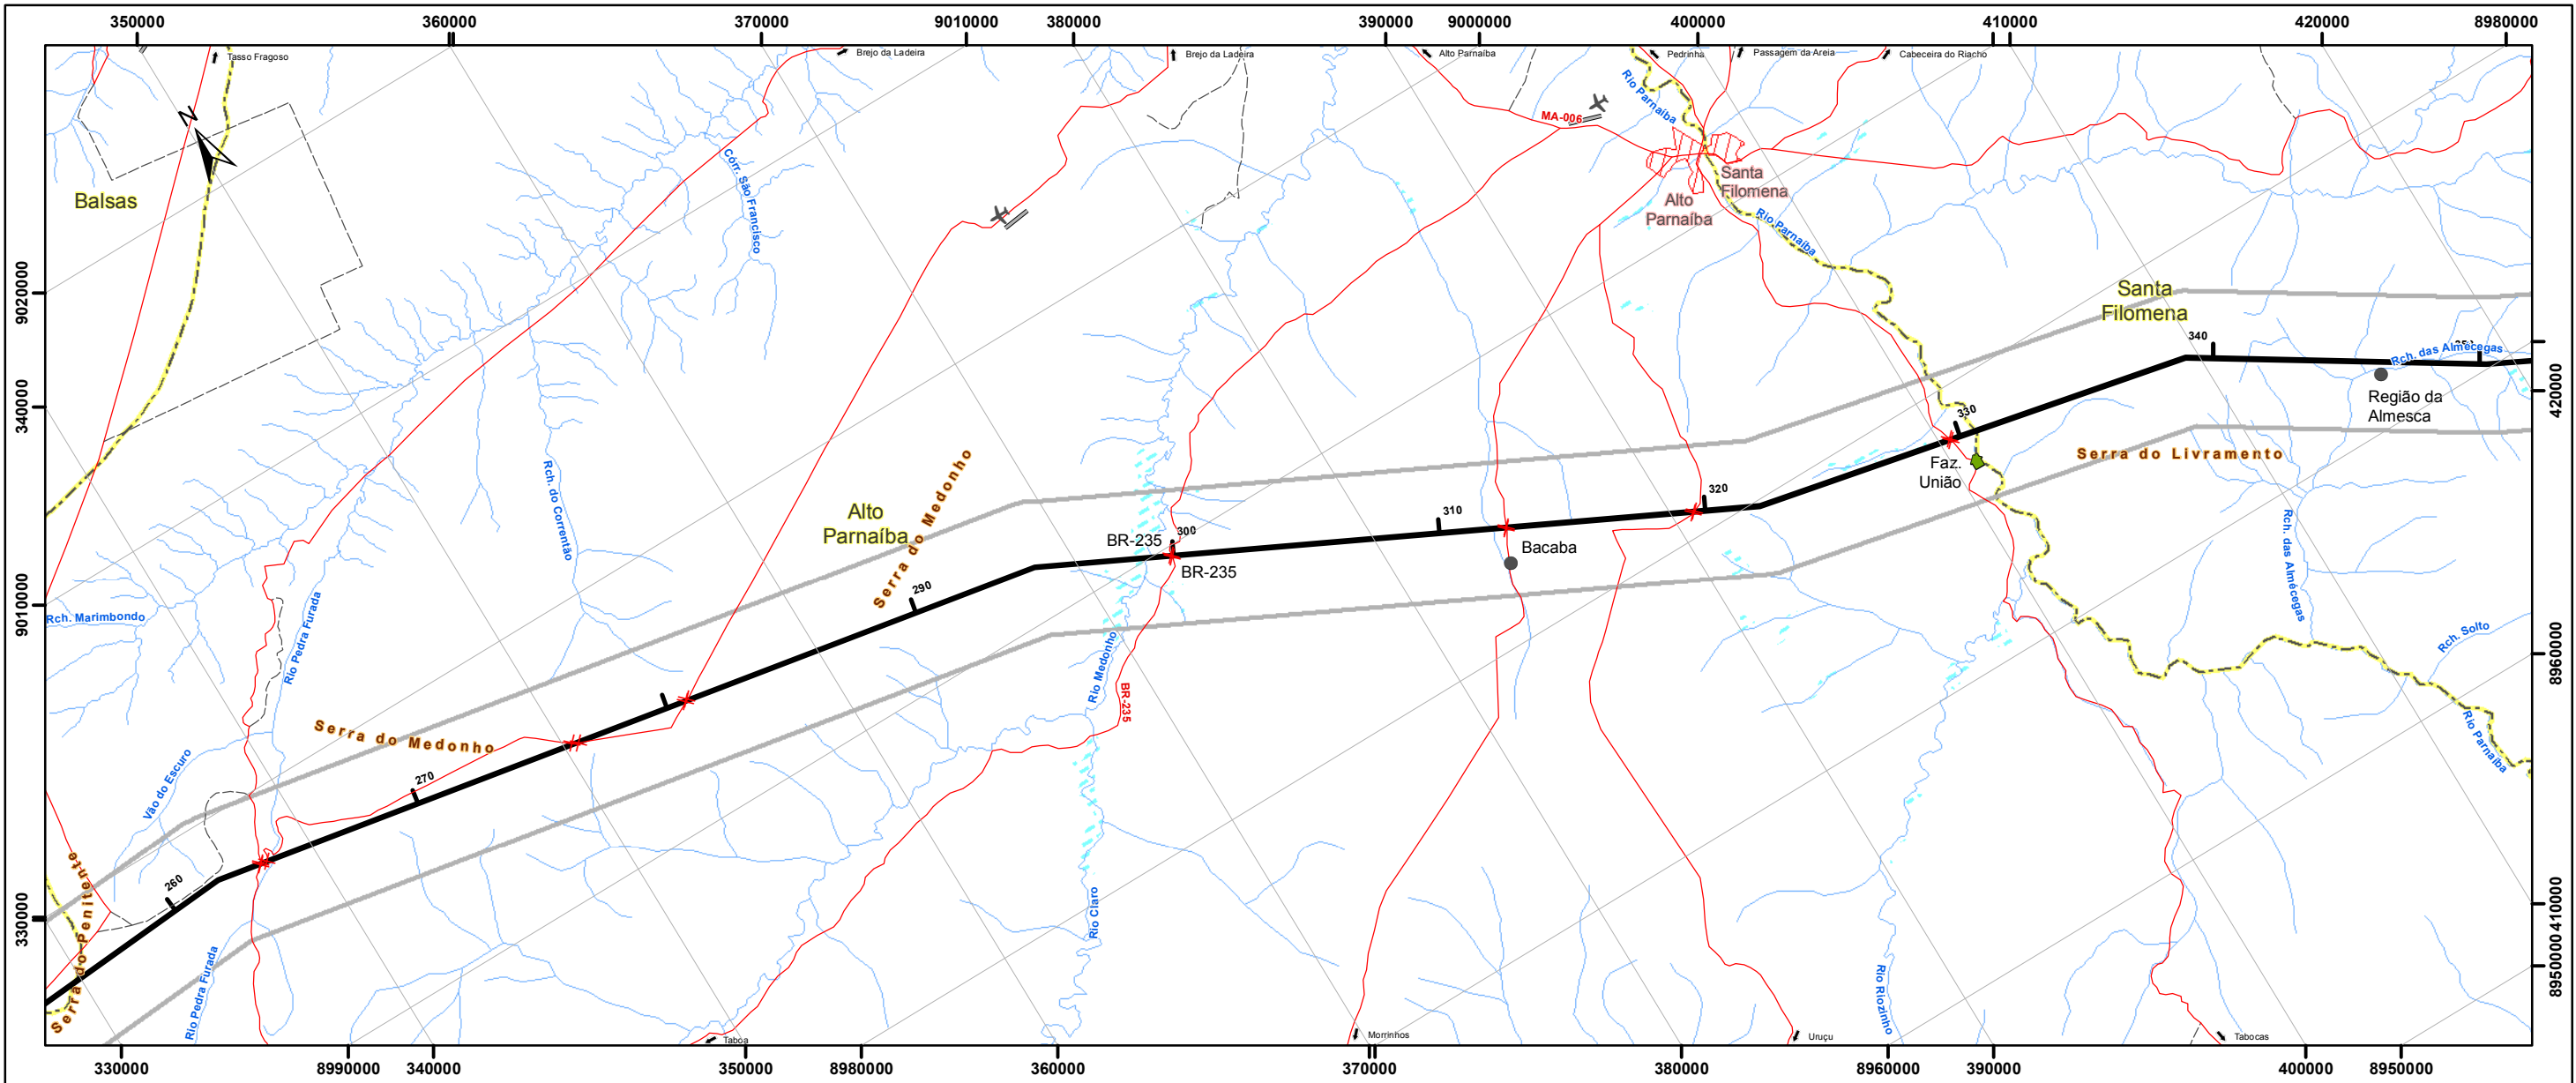 350000
360000
370000
9010000
380000
390000
9000000
400000
410000
420000
8980000
Tasso Fragoso
Brejo da Ladeira
Brejo da Ladeira
Alto Parnaíba
Pedrinha
Passagem da Areia
Cabeceira do Riacho
N
Rio Parnaíba
MA-006
Balsas
Córr. São Francisco
Santa
Filomena
Alto
Parnaíba
Rio Parnaíba
9020000
340000
9010000
330000
Santa
Filomena
340
Rch. das Almécegas
Região da
Almesca
420000
330
Faz.
União
Serra do Livramento
Serra do Medonho
Alto
Parnaíba
Rch. do Correntão
320
310
300
BR-235
BR-235
Bacaba
290
Rch. das Almécegas
Rch. Marimbondo
Rio Pedra Furada
Rio Medonho
BR-235
Rch. Solto
8960000
Serra do Medonho
Rio Parnaíba
Vão do Escuro
270
260
Serra do Penitente
Rio Claro
Rio Pedra Furada
Rio Riozinho
410000
8950000
Taboa
Morrinhos
Uruçu
Tabocas
330000
8990000
340000
350000
8980000
360000
370000
380000
8960000
390000
400000
8950000